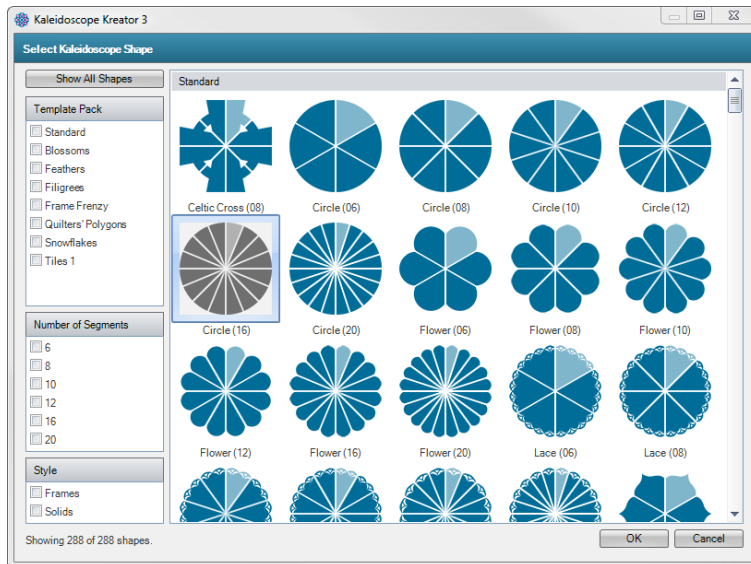 Kaleidoscope Kreator 3
Select Kaleidoscope Shape
Show All Shapes
Template Pack
Standard
Blossoms
Feathers
Filigrees
Frame Frenzy
Quilters' Polygons
Snowflakes
Tiles 1
Number of Segments
6
8
10
12
16
20
Style
Frames
Solids
Standard
Celtic Cross (08)
Circle (06)
Circle (08)
Circle (10)
Circle (12)
Circle (16)
Circle (20)
Flower (06)
Flower (08)
Flower (10)
Flower (12)
Flower (16)
Flower (20)
Lace (06)
Lace (08)
Showing 288 of 288 shapes.
OK
Cancel